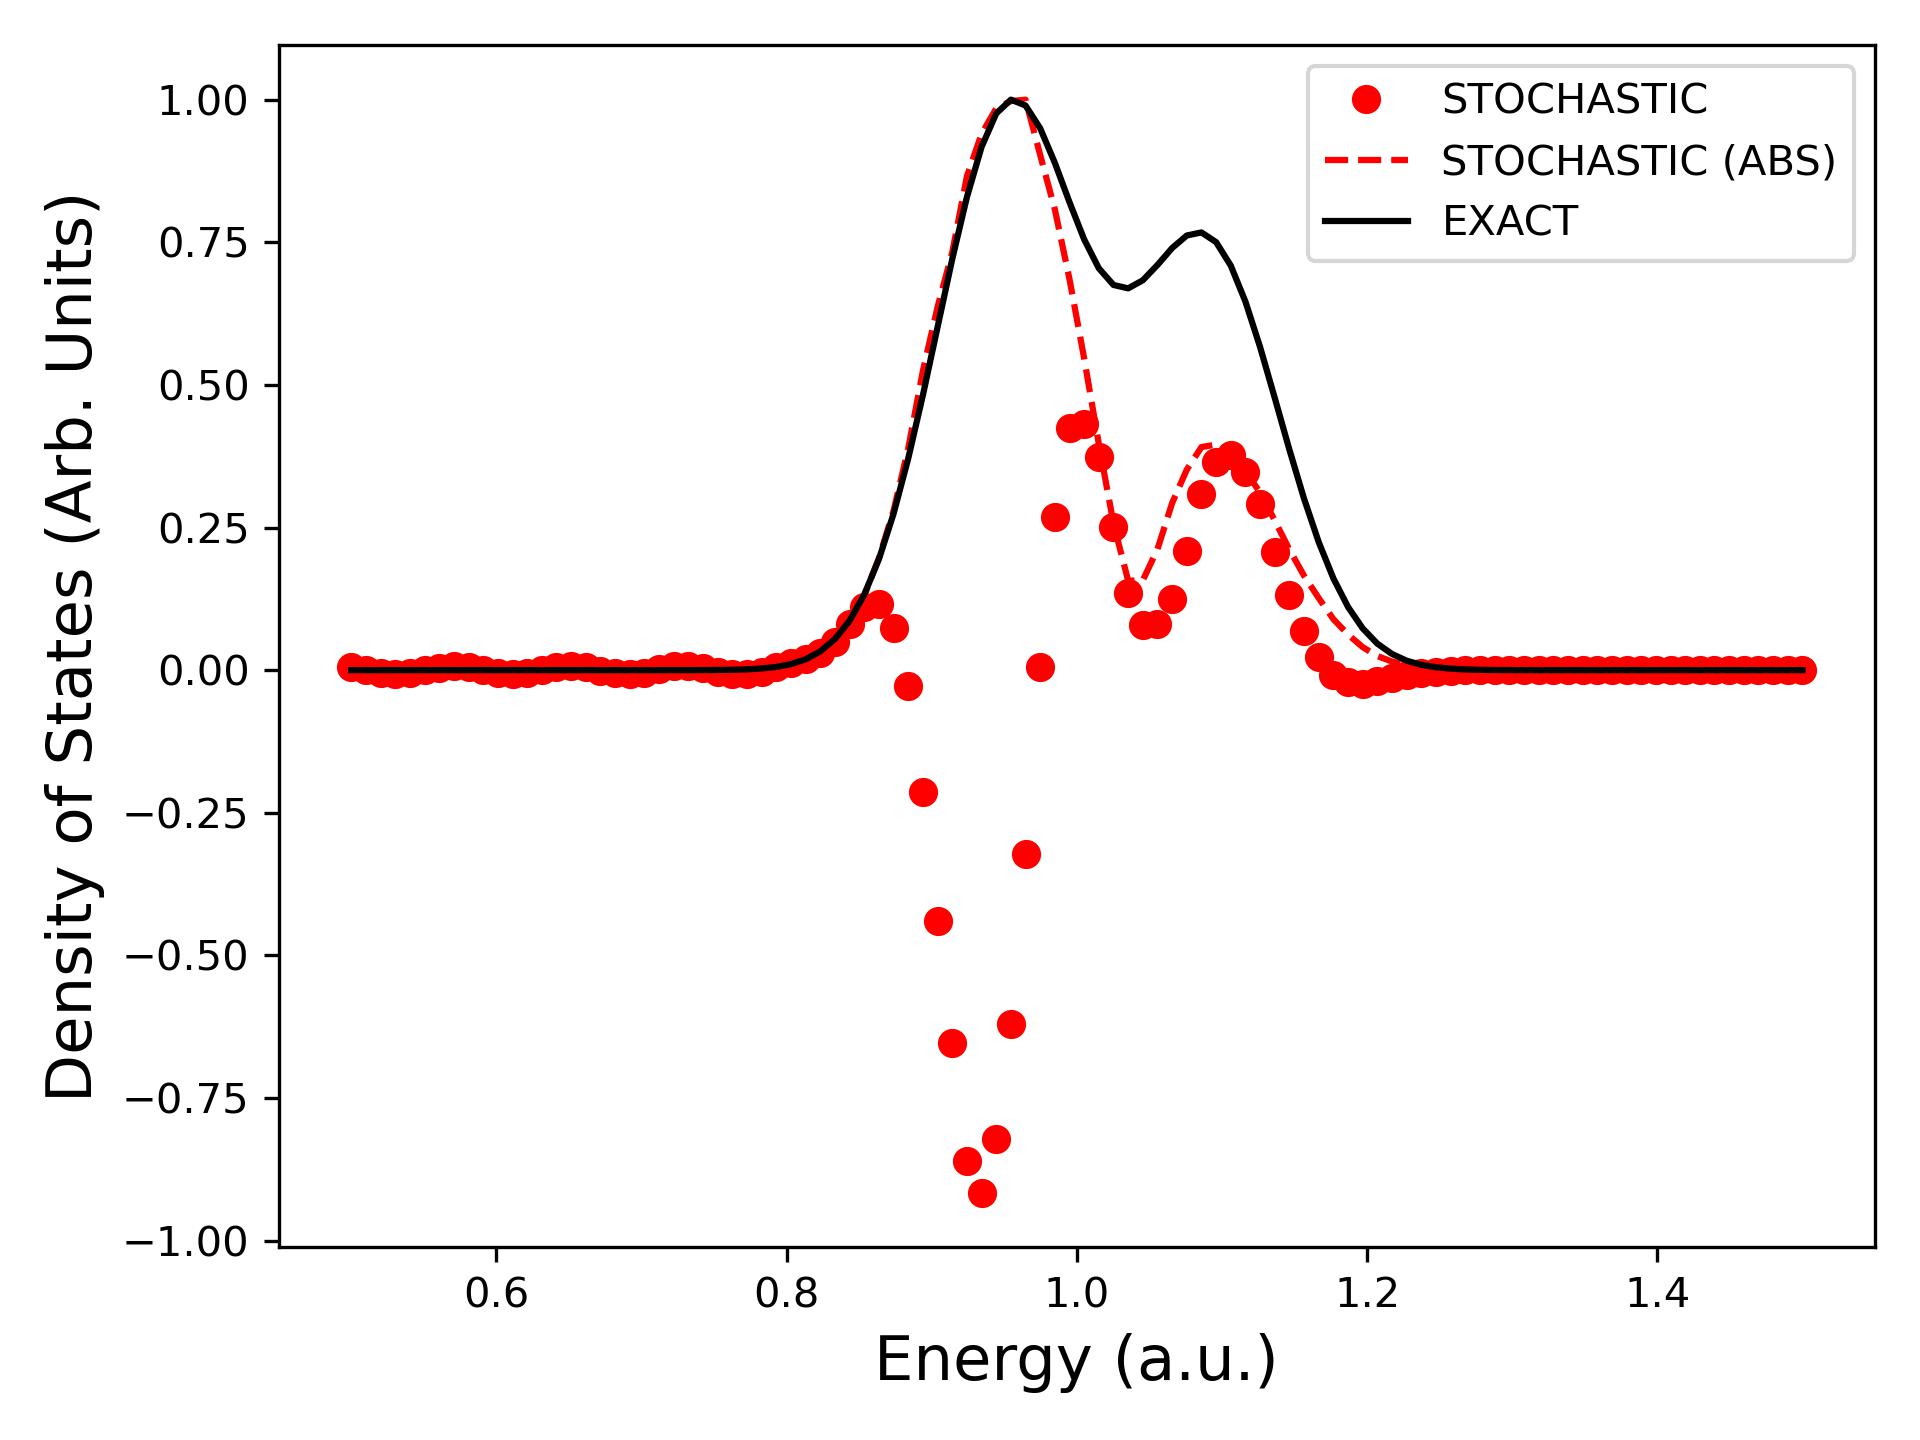 Density of States (Arb. Units)
1.00
0.75
0.50
0.25
0.00
−0.25
−0.50
−0.75
−1.00
STOCHASTIC
STOCHASTIC (ABS)
EXACT
0.6 0.8 1.0 1.2 1.4
Energy (a.u.)